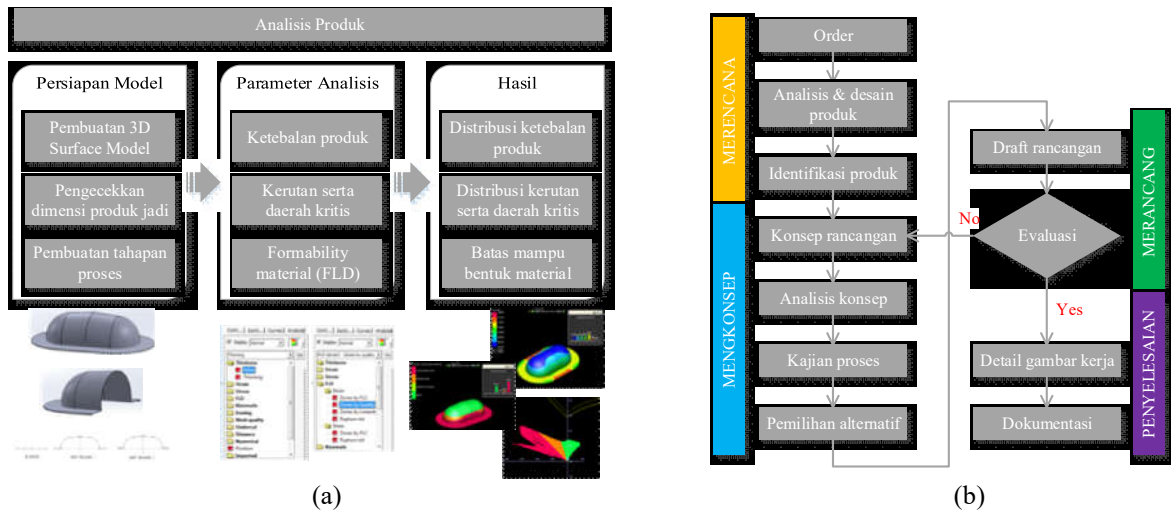 Analisis Produk
Persiapan Model
Pembuatan 3D
Surface Model
Pengecekkan
dimensi produk jadi
Pembuatan tahapan
proses
Parameter Analisis
Ketebalan produk
Kerutan serta
daerah kritis
Formability
material (FLD)
Hasil
Distribusi ketebalan
produk
Distribusi kerutan
serta daerah kritis
Batas mampu
bentuk material
(a)
MERENCANA
MENGKONSEP
Order
Analisis & desain
produk
Identifikasi produk
Konsep rancangan
Analisis konsep
Kajian proses
Pemilihan alternatif
Draft rancangan
No
Evaluasi
Yes
Detail gambar kerja
Dokumentasi
MERANCANG
PENYELESAIAN
(b)